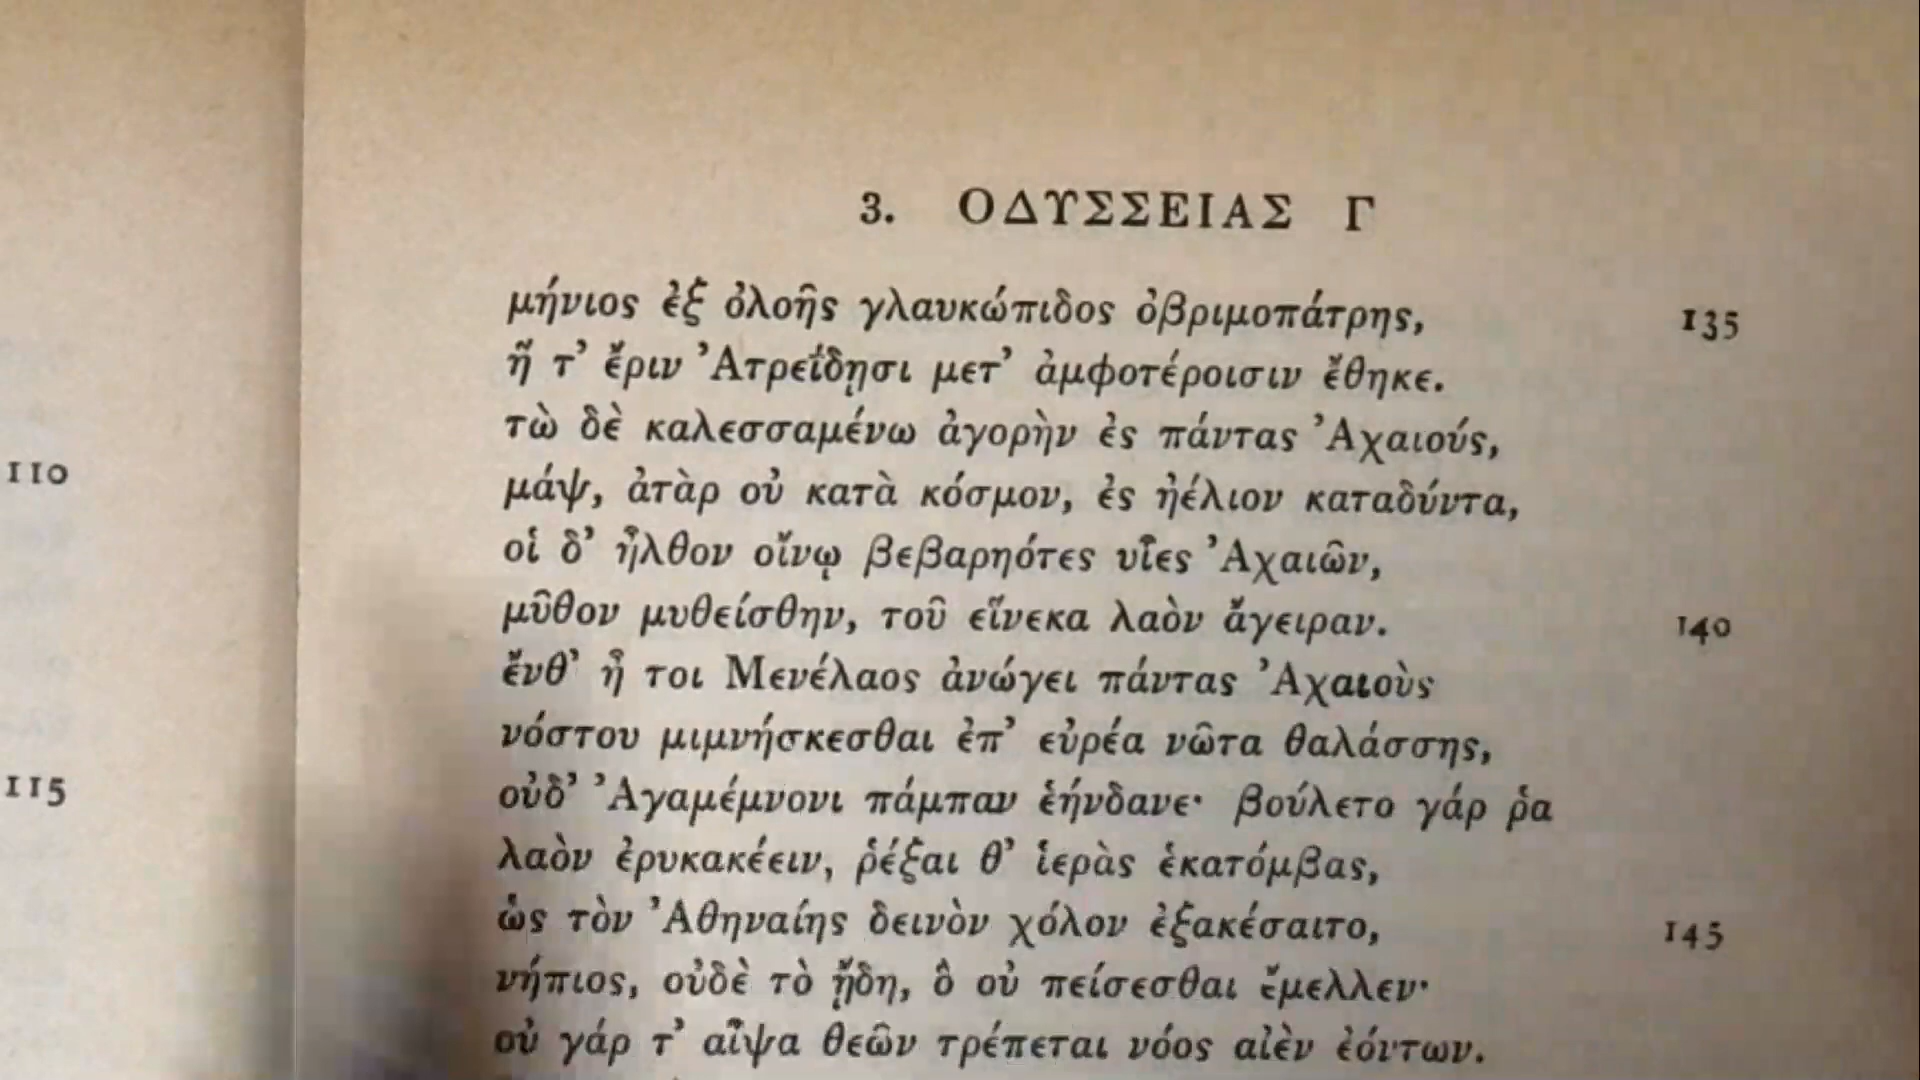 3. ΟΔΥΣΣΕΙΑΣ Γ
μήνιος ἐξ ὀλοῆς γλαυκώπιδος ὀβριμοπάτρης, 135
ἥ τ’ ἔριν Ἀτρεΐδῃσι μετ’ ἀμφοτέροισιν ἔθηκε.
τὼ δὲ καλεσσαμένω ἀγορὴν ἐς πάντας Ἀχαιούς,
110
μάψ, ἀτὰρ οὐ κατὰ κόσμον, ἐς ἠέλιον καταδύντα,
οἱ δ’ ἦλθον οἴνῳ βεβαρηότες υἷες Ἀχαιῶν,
μῦθον μυθείσθην, τοῦ εἵνεκα λαὸν ἄγειραν. 140
ἔνθ’ ἦ τοι Μενέλαος ἀνώγει πάντας Ἀχαιοὺς
νόστου μιμνήσκεσθαι ἐπ’ εὐρέα νῶτα θαλάσσης,
115
οὐδ’ Ἀγαμέμνονι πάμπαν ἑήνδανε· βούλετο γάρ ῥα
λαὸν ἐρυκακέειν, ῥέξαι θ’ ἱερὰς ἑκατόμβας,
ὡς τὸν Ἀθηναίης δεινὸν χόλον ἐξακέσαιτο, 145
νήπιος, οὐδὲ τὸ ᾔδη, ὃ οὐ πείσεσθαι ἔμελλεν·
οὐ γάρ τ’ αἶψα θεῶν τρέπεται νόος αἰὲν ἐόντων.